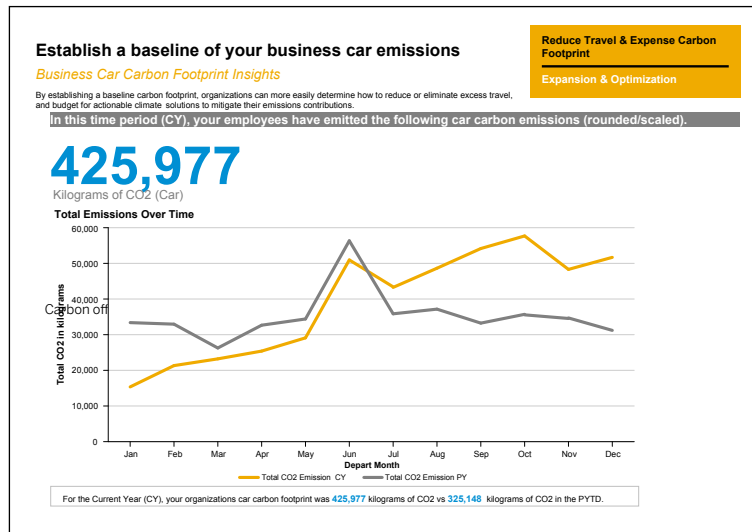 Establish a baseline of your business car emissions
Business Car Carbon Footprint Insights
Reduce Travel & Expense Carbon
Footprint
Expansion & Optimization
By establishing a baseline carbon footprint, organizations can more easily determine how to reduce or eliminate excess travel,
and budget for actionable climate solutions to mitigate their emissions contributions.
In this time period (CY), your employees have emitted the following car carbon emissions (rounded/scaled).
425,977
Kilograms of CO2 (Car)
Total Emissions Over Time
60,000
50,000
40,000
30,000
20,000
10,000
0
Total CO2 in kilograms
Carbon off
Jan Feb Mar Apr May Jun Jul Aug Sep Oct Nov Dec
Depart Month
Total CO2 Emission CY Total CO2 Emission PY
For the Current Year (CY), your organizations car carbon footprint was 425,977 kilograms of CO2 vs 325,148 kilograms of CO2 in the PYTD.